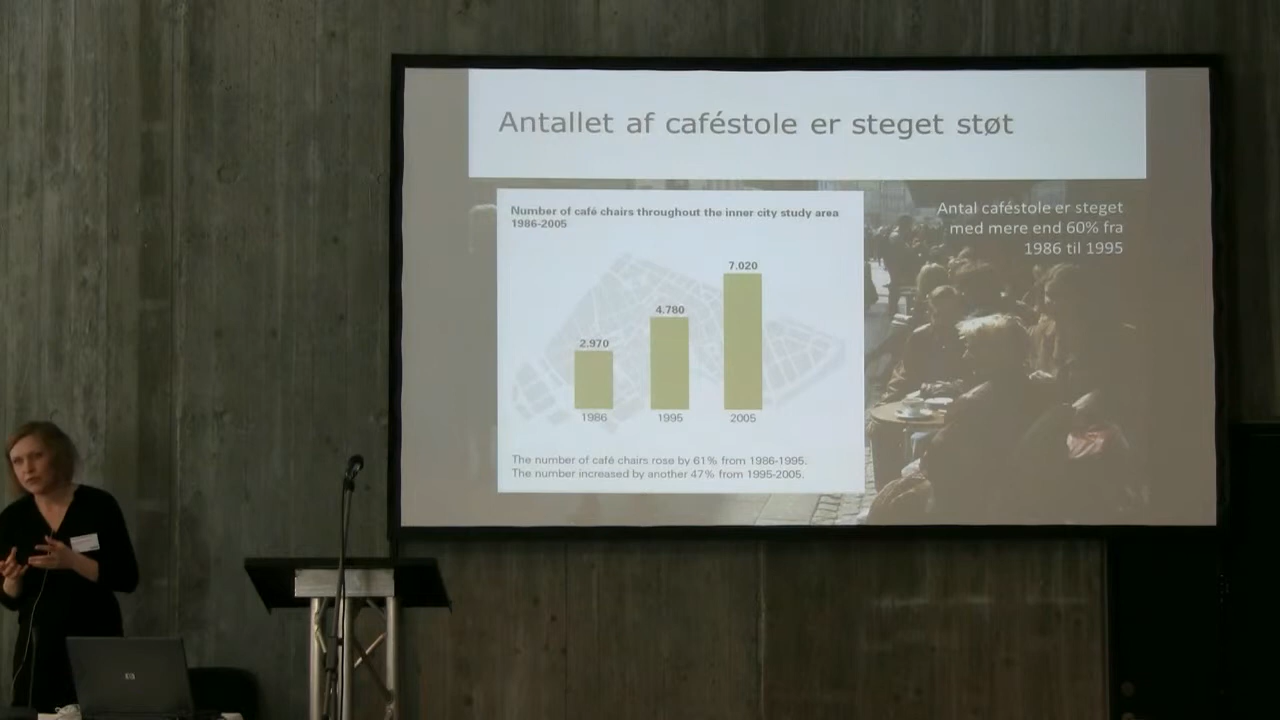 Antallet af caféstole er steget støt
Number of café chairs throughout the inner city study area
1986-2005
7.020
4.780
2.970
1986 1995 2005
The number of café chairs rose by 61% from 1986-1995.
The number increased by another 47% from 1995-2005.
Antal caféstole er steget
med mere end 60% fra
1986 til 1995
hp